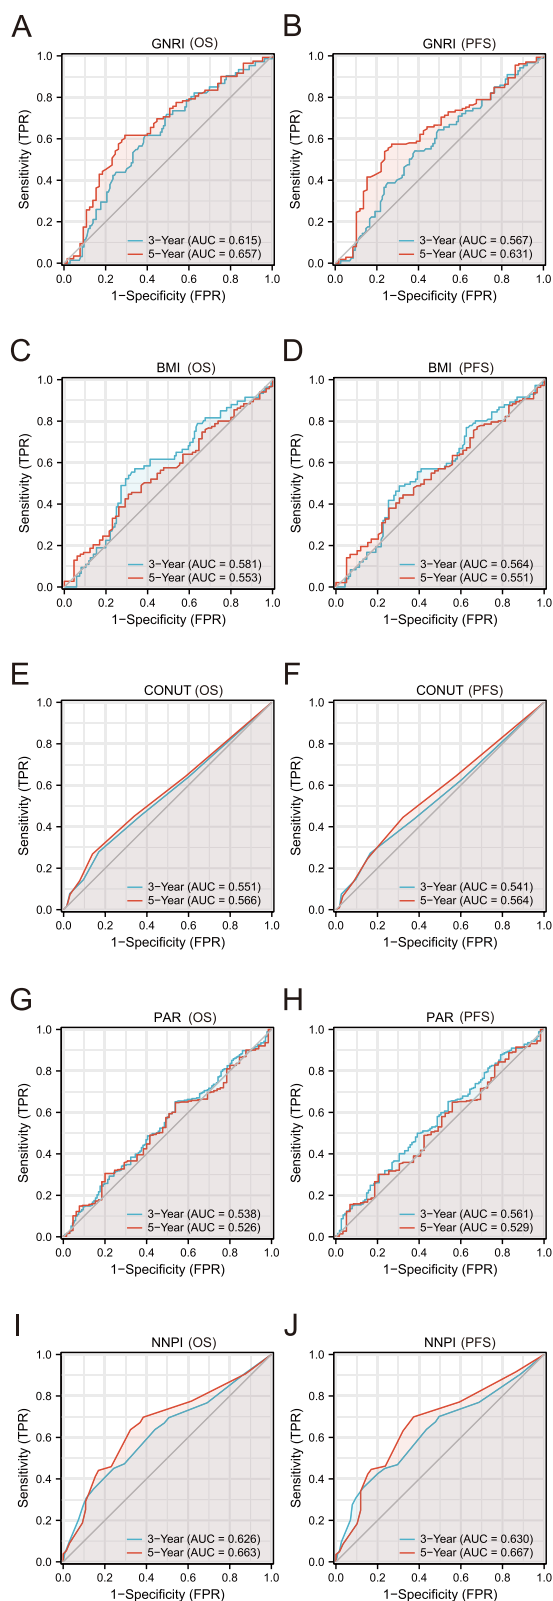 A
GNRI (OS)
Sensitivity (TPR)
1.0
0.8
0.6
0.4
0.2
0.0
3−Year (AUC = 0.615)
5−Year (AUC = 0.657)
0.0 0.2 0.4 0.6 0.8 1.0
1−Specificity (FPR)
B
GNRI (PFS)
Sensitivity (TPR)
1.0
0.8
0.6
0.4
0.2
0.0
3−Year (AUC = 0.567)
5−Year (AUC = 0.631)
0.0 0.2 0.4 0.6 0.8 1.0
1−Specificity (FPR)
C
BMI (OS)
Sensitivity (TPR)
1.0
0.8
0.6
0.4
0.2
0.0
3−Year (AUC = 0.581)
5−Year (AUC = 0.553)
0.0 0.2 0.4 0.6 0.8 1.0
1−Specificity (FPR)
D
BMI (PFS)
Sensitivity (TPR)
1.0
0.8
0.6
0.4
0.2
0.0
3−Year (AUC = 0.564)
5−Year (AUC = 0.551)
0.0 0.2 0.4 0.6 0.8 1.0
1−Specificity (FPR)
E
CONUT (OS)
Sensitivity (TPR)
1.0
0.8
0.6
0.4
0.2
0.0
3−Year (AUC = 0.551)
5−Year (AUC = 0.566)
0.0 0.2 0.4 0.6 0.8 1.0
1−Specificity (FPR)
F
CONUT (PFS)
Sensitivity (TPR)
1.0
0.8
0.6
0.4
0.2
0.0
3−Year (AUC = 0.541)
5−Year (AUC = 0.564)
0.0 0.2 0.4 0.6 0.8 1.0
1−Specificity (FPR)
G
PAR (OS)
Sensitivity (TPR)
1.0
0.8
0.6
0.4
0.2
0.0
3−Year (AUC = 0.538)
5−Year (AUC = 0.526)
0.0 0.2 0.4 0.6 0.8 1.0
1−Specificity (FPR)
H
PAR (PFS)
Sensitivity (TPR)
1.0
0.8
0.6
0.4
0.2
0.0
3−Year (AUC = 0.561)
5−Year (AUC = 0.529)
0.0 0.2 0.4 0.6 0.8 1.0
1−Specificity (FPR)
I
NNPI (OS)
Sensitivity (TPR)
1.0
0.8
0.6
0.4
0.2
0.0
3−Year (AUC = 0.626)
5−Year (AUC = 0.663)
0.0 0.2 0.4 0.6 0.8 1.0
1−Specificity (FPR)
J
NNPI (PFS)
Sensitivity (TPR)
1.0
0.8
0.6
0.4
0.2
0.0
3−Year (AUC = 0.630)
5−Year (AUC = 0.667)
0.0 0.2 0.4 0.6 0.8 1.0
1−Specificity (FPR)